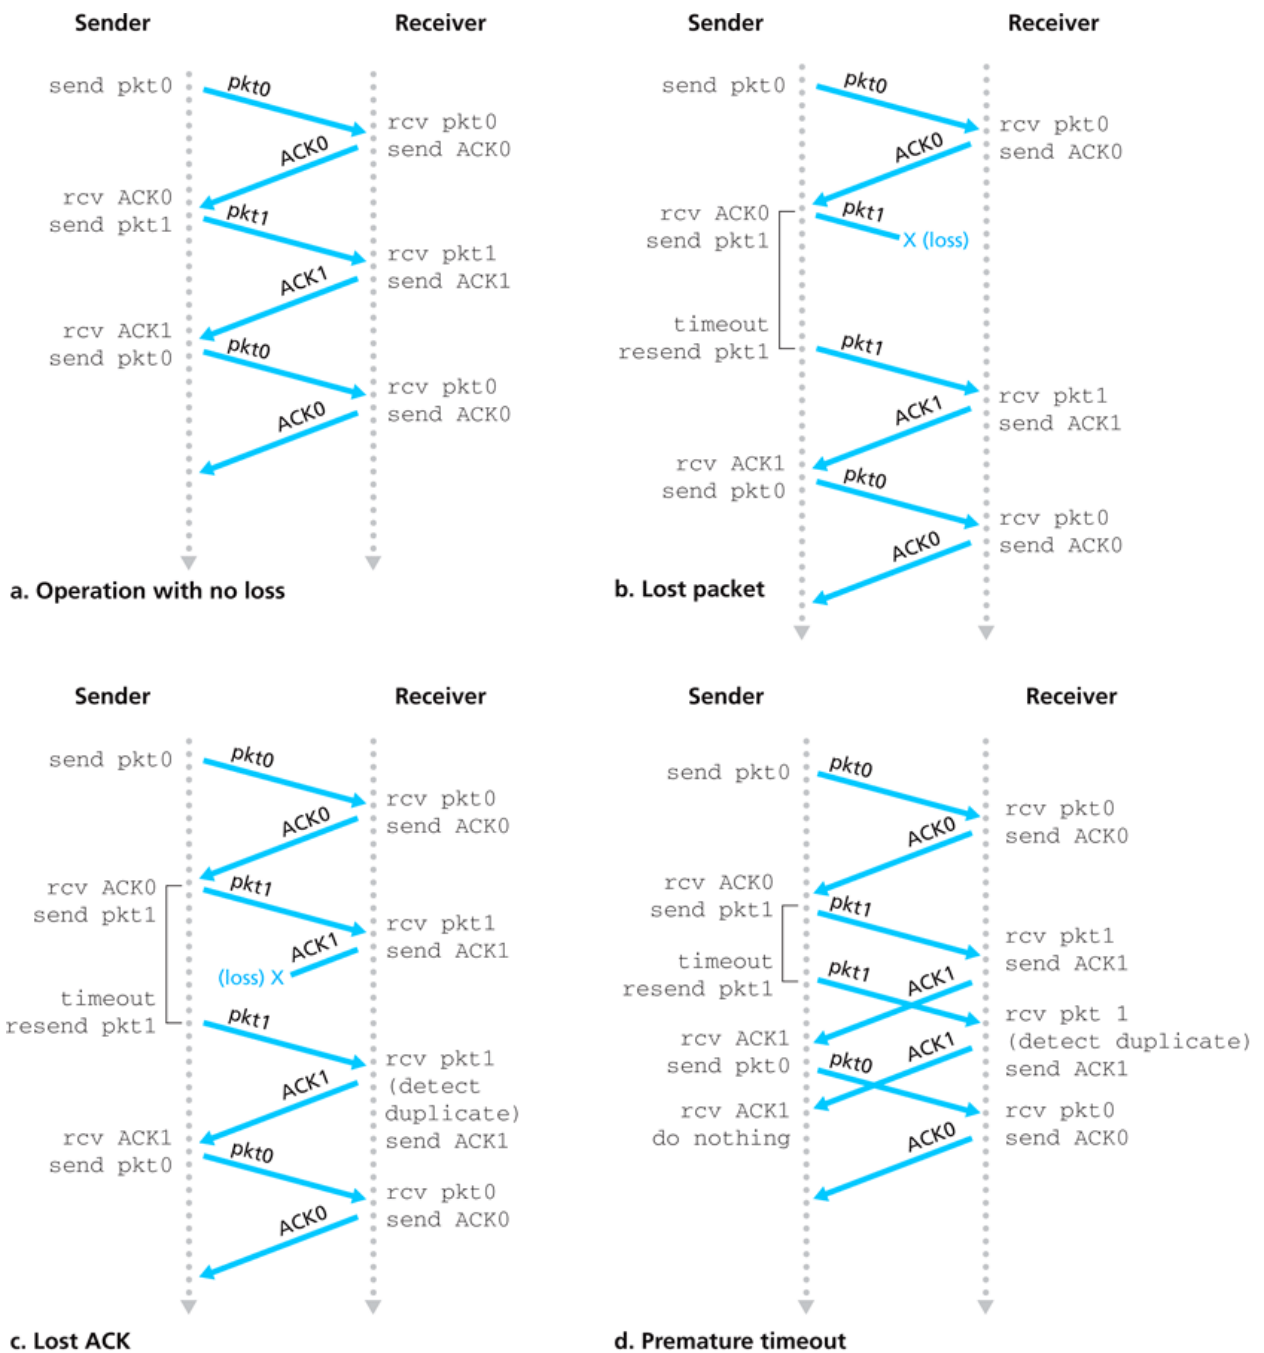 Sender Receiver
send pkt0 pkt0
rcv pkt0
ACK0 send ACK0
rcv ACK0
send pkt1 pkt1
rcv pkt1
ACK1 send ACK1
rcv ACK1
send pkt0 pkt0
rcv pkt0
ACK0 send ACK0
a. Operation with no loss
Sender Receiver
send pkt0 pkt0
rcv pkt0
ACK0 send ACK0
rcv ACK0 pkt1
send pkt1 X (loss)
timeout
resend pkt1 pkt1
rcv pkt1
ACK1 send ACK1
rcv ACK1
send pkt0 pkt0
rcv pkt0
ACK0 send ACK0
b. Lost packet
Sender Receiver
send pkt0 pkt0
rcv pkt0
ACK0 send ACK0
rcv ACK0 pkt1
send pkt1
rcv pkt1
ACK1 send ACK1
(loss) X
timeout
resend pkt1 pkt1
rcv pkt1
ACK1 (detect
duplicate)
rcv ACK1 send ACK1
send pkt0 pkt0
rcv pkt0
ACK0 send ACK0
c. Lost ACK
Sender Receiver
send pkt0 pkt0
rcv pkt0
ACK0 send ACK0
rcv ACK0
send pkt1 pkt1
rcv pkt1
timeout pkt1 send ACK1
resend pkt1 ACK1
rcv pkt 1
rcv ACK1 ACK1 (detect duplicate)
send pkt0 pkt0 send ACK1
rcv ACK1 rcv pkt0
do nothing ACK0 send ACK0
d. Premature timeout